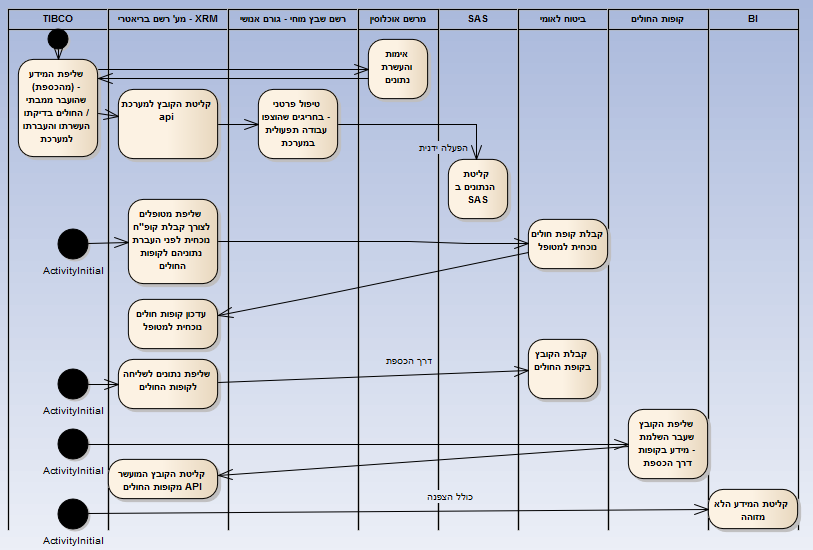 TIBCO
XRM - מע' רשם בריאטרי
רשם שבץ מוחי - גורם אנושי
מרשם אוכלוסין
SAS
ביטוח לאומי
קופות החולים
BI
שליפת המידע
(מהכספת) -
שהועבר ממבתי
החולים בדיקתו /
העשרתו והעברתו
למערכת
אימות
והעשרת
נתונים
קליטת הקובץ למערכת
api
טיפול פרטני
בחריגים שהוצפו -
עבודה תפעולית
במערכת
הפעלה ידנית
קליטת
הנתונים ב
SAS
ActivityInitial
שליפת מטופלים
לצורך קבלת קופ"ח
נוכחית לפני העברת
נתוניהם לקופות
החולים
קבלת קופת חולים
נוכחית למטופל
עדכון קופות חולים
נוכחית למטופל
ActivityInitial
שליפת נתונים לשליחה
לקופות החולים
דרך הכספת
קבלת הקובץ
בקופת החולים
ActivityInitial
שליפת הקובץ
שעבר השלמת
מידע בקופות -
דרך הכספת
קליטת הקובץ המועשר
מקופות החולים API
ActivityInitial
כולל הצפנה
קליטת המידע הלא
מזוהה